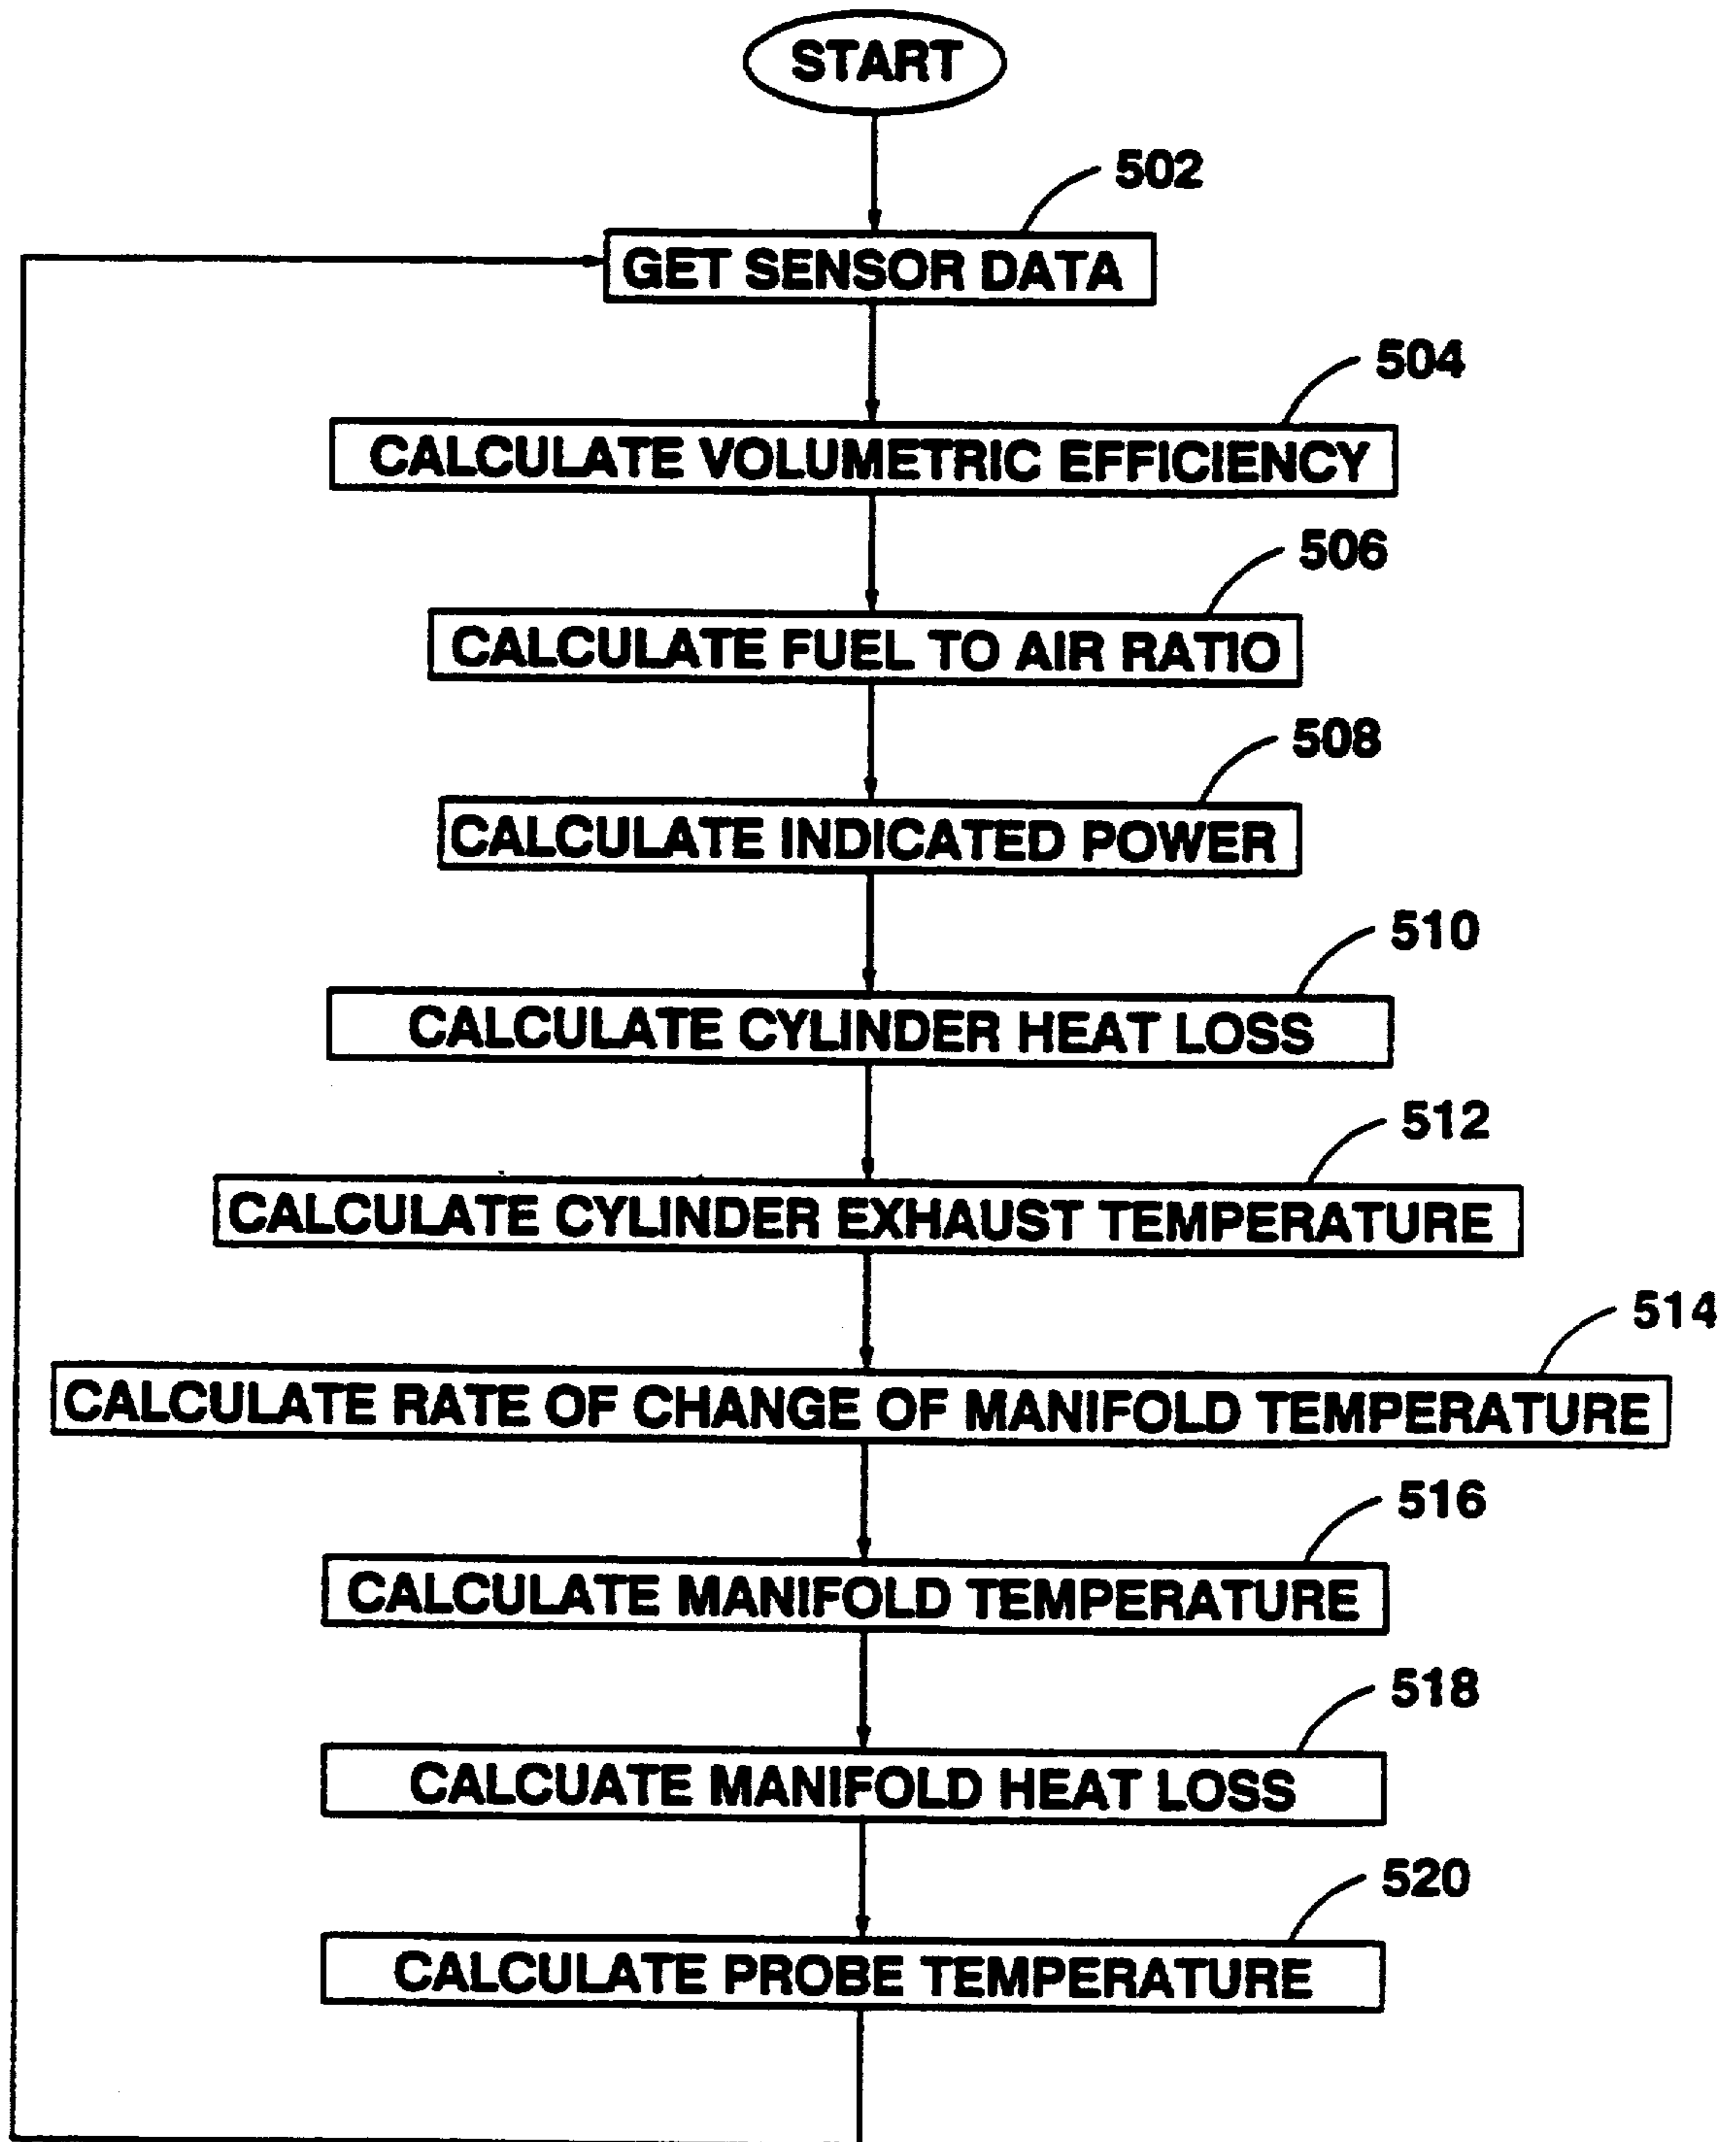 START
502
GET SENSOR DATA
504
CALCULATE VOLUMETRIC EFFICIENCY
506
CALCULATE FUEL TO AIR RATIO
508
CALCULATE INDICATED POWER
510
CALCULATE CYLINDER HEAT LOSS
512
CALCULATE CYLINDER EXHAUST TEMPERATURE
514
CALCULATE RATE OF CHANGE OF MANIFOLD TEMPERATURE
516
CALCULATE MANIFOLD TEMPERATURE
518
CALCUATE MANIFOLD HEAT LOSS
520
CALCULATE PROBE TEMPERATURE